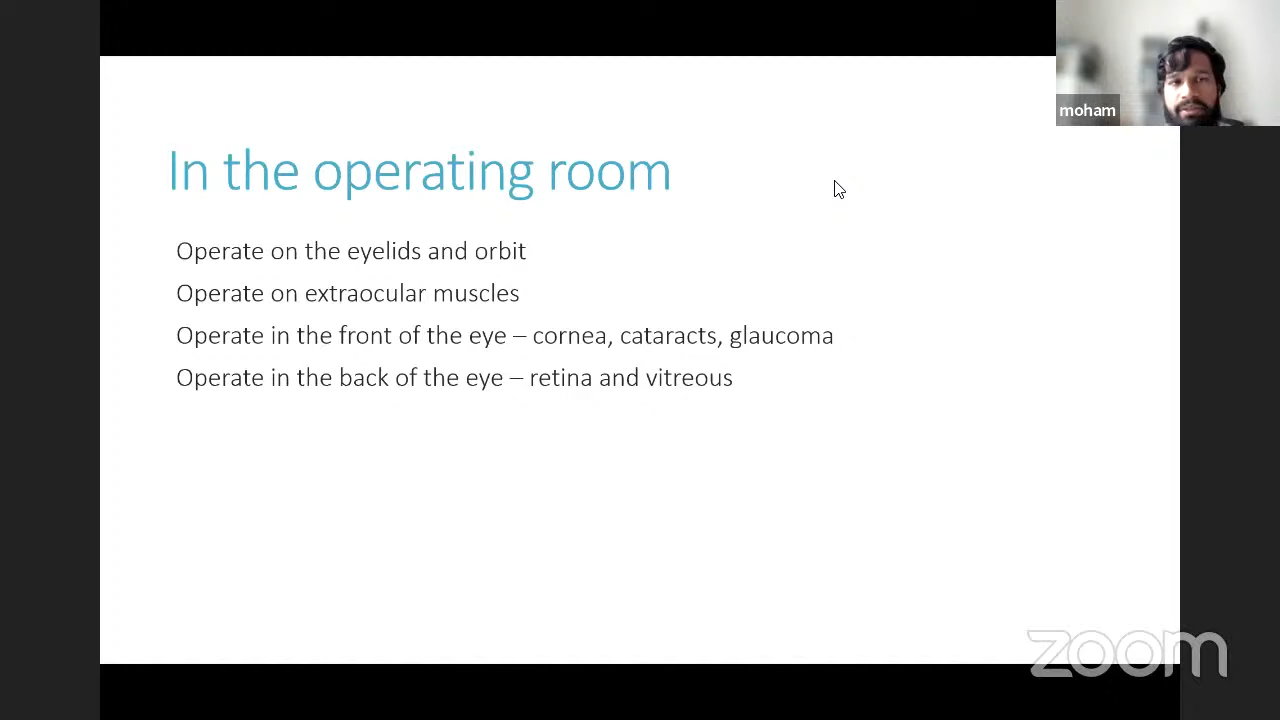 moham
In the operating room
Operate on the eyelids and orbit
Operate on extraocular muscles
Operate in the front of the eye – cornea, cataracts, glaucoma
Operate in the back of the eye – retina and vitreous
zoom